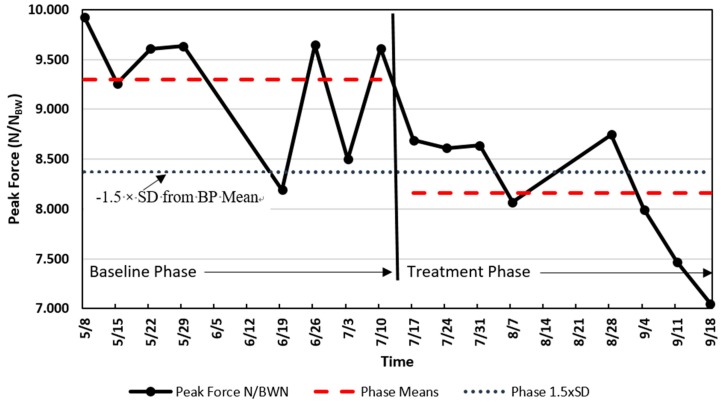 10.000
9.500
9.000
8.500
8.000
7.500
7.000
Peak Force (N/NBW)
-1.5 × SD from BP Mean
Baseline Phase
Treatment Phase
5/8 5/15 5/22 5/29 6/5 6/12 6/19 6/26 7/3 7/10 7/17 7/24 7/31 8/7 8/14 8/21 8/28 9/4 9/11 9/18
Time
Peak Force N/BWN Phase Means Phase 1.5xSD